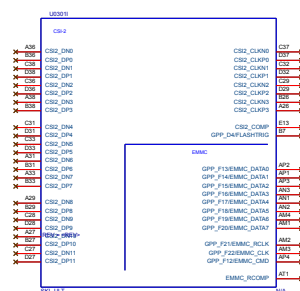 U0301I
CSI-2
A36 CSI2_DN0 CSI2_CLKN0 C37
B36 CSI2_DP0 CSI2_CLKP0 D37
C38 CSI2_DN1 CSI2_CLKN1 C32
D38 CSI2_DP1 CSI2_CLKP1 D32
C36 CSI2_DN2 CSI2_CLKN2 C29
D36 CSI2_DP2 CSI2_CLKP2 D29
A38 CSI2_DN3 CSI2_CLKN3 B26
B38 CSI2_DP3 CSI2_CLKP3 A26
C31 CSI2_DN4 CSI2_COMP E13
D31 CSI2_DP4 GPP_D4/FLASHTRIG B7
C33 CSI2_DN5
D33 CSI2_DP5
A31 CSI2_DN6 EMMC
B31 CSI2_DP6 GPP_F13/EMMC_DATA0 AP2
A33 CSI2_DN7 GPP_F14/EMMC_DATA1 AP1
B33 CSI2_DP7 GPP_F15/EMMC_DATA2 AP3
GPP_F16/EMMC_DATA3 AN3
A29 CSI2_DN8 GPP_F17/EMMC_DATA4 AN1
B29 CSI2_DP8 GPP_F18/EMMC_DATA5 AN2
C28 CSI2_DN9 GPP_F19/EMMC_DATA6 AM4
D28 CSI2_DP9 GPP_F20/EMMC_DATA7 AM1
A27
B27 CSI2_DP10 GPP_F21/EMMC_RCLK AM2
C27 CSI2_DN11 GPP_F22/EMMC_CLK AM3
D27 CSI2_DP11 GPP_F12/EMMC_CMD AP4
EMMC_RCOMP AT1